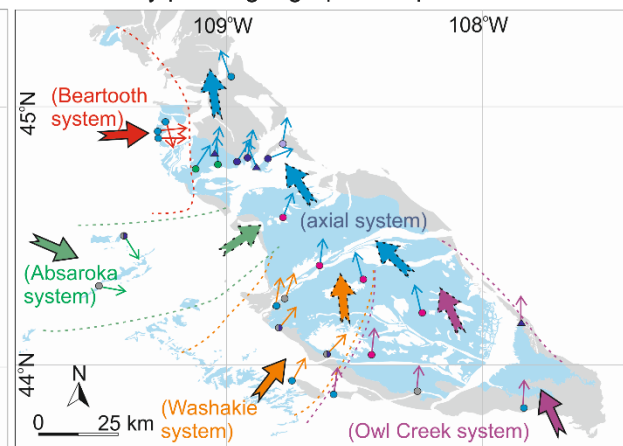 109°W
108°W
45°N
(Beartooth
system)
(axial system)
(Absaroka
system)
44°N
N
0 25 km
(Washakie
system)
(Owl Creek system)